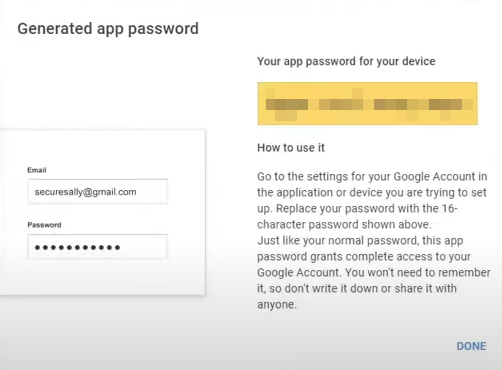 Generated app password
Your app password for your device
How to use it
Email
securesally@gmail.com
Password
Go to the settings for your Google Account in
the application or device you are trying to set
up. Replace your password with the 16-
character password shown above.
Just like your normal password, this app
password grants complete access to your
Google Account. You won't need to remember
it, so don't write it down or share it with
anyone.
DONE